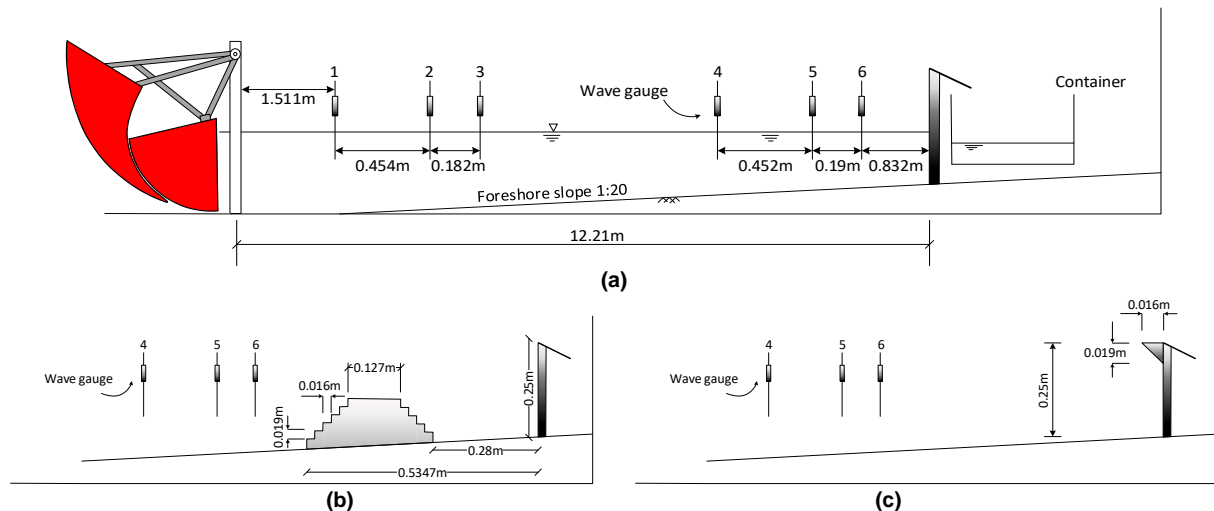 1
2
3
4
5
6
Container
1.511m
Wave gauge
0.454m
0.182m
0.452m
0.19m
0.832m
Foreshore slope 1:20
12.21m
(a)
4
5
6
Wave gauge
0.127m
0.016m
0.019m
0.25m
0.28m
0.5347m
(b)
0.016m
4
5
6
0.019m
Wave gauge
0.25m
(c)